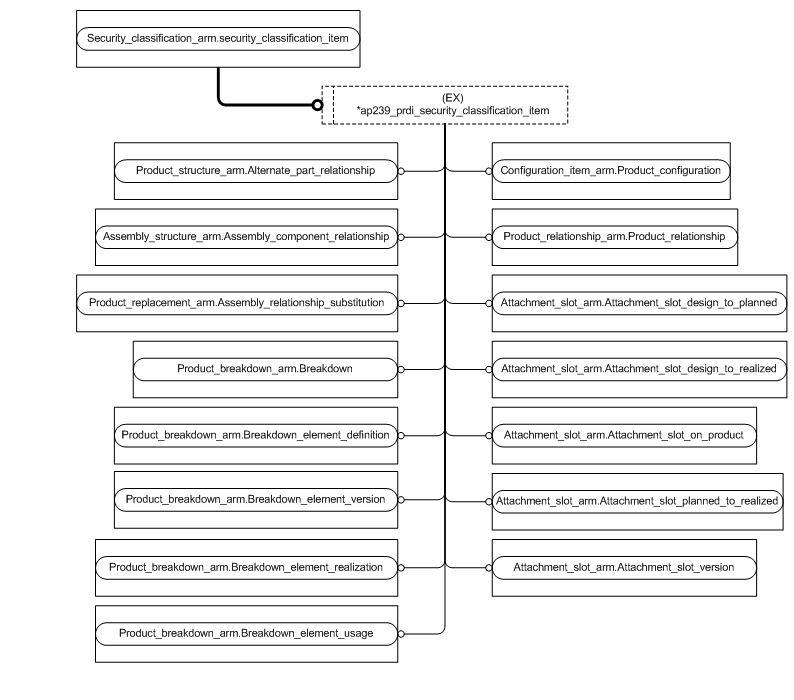 Security_classification_arm.security_classification_item
(EX)
*ap239_prdi_security_classification_item
Product_structure_arm.Alternate_part_relationship
Configuration_item_arm.Product_configuration
Assembly_structure_arm.Assembly_component_relationship
Product_relationship_arm.Product_relationship
Product_replacement_arm.Assembly_relationship_substitution
Attachment_slot_arm.Attachment_slot_design_to_planned
Product_breakdown_arm.Breakdown
Attachment_slot_arm.Attachment_slot_design_to_realized
Product_breakdown_arm.Breakdown_element_definition
Attachment_slot_arm.Attachment_slot_on_product
Product_breakdown_arm.Breakdown_element_version
Attachment_slot_arm.Attachment_slot_planned_to_realized
Product_breakdown_arm.Breakdown_element_realization
Attachment_slot_arm.Attachment_slot_version
Product_breakdown_arm.Breakdown_element_usage